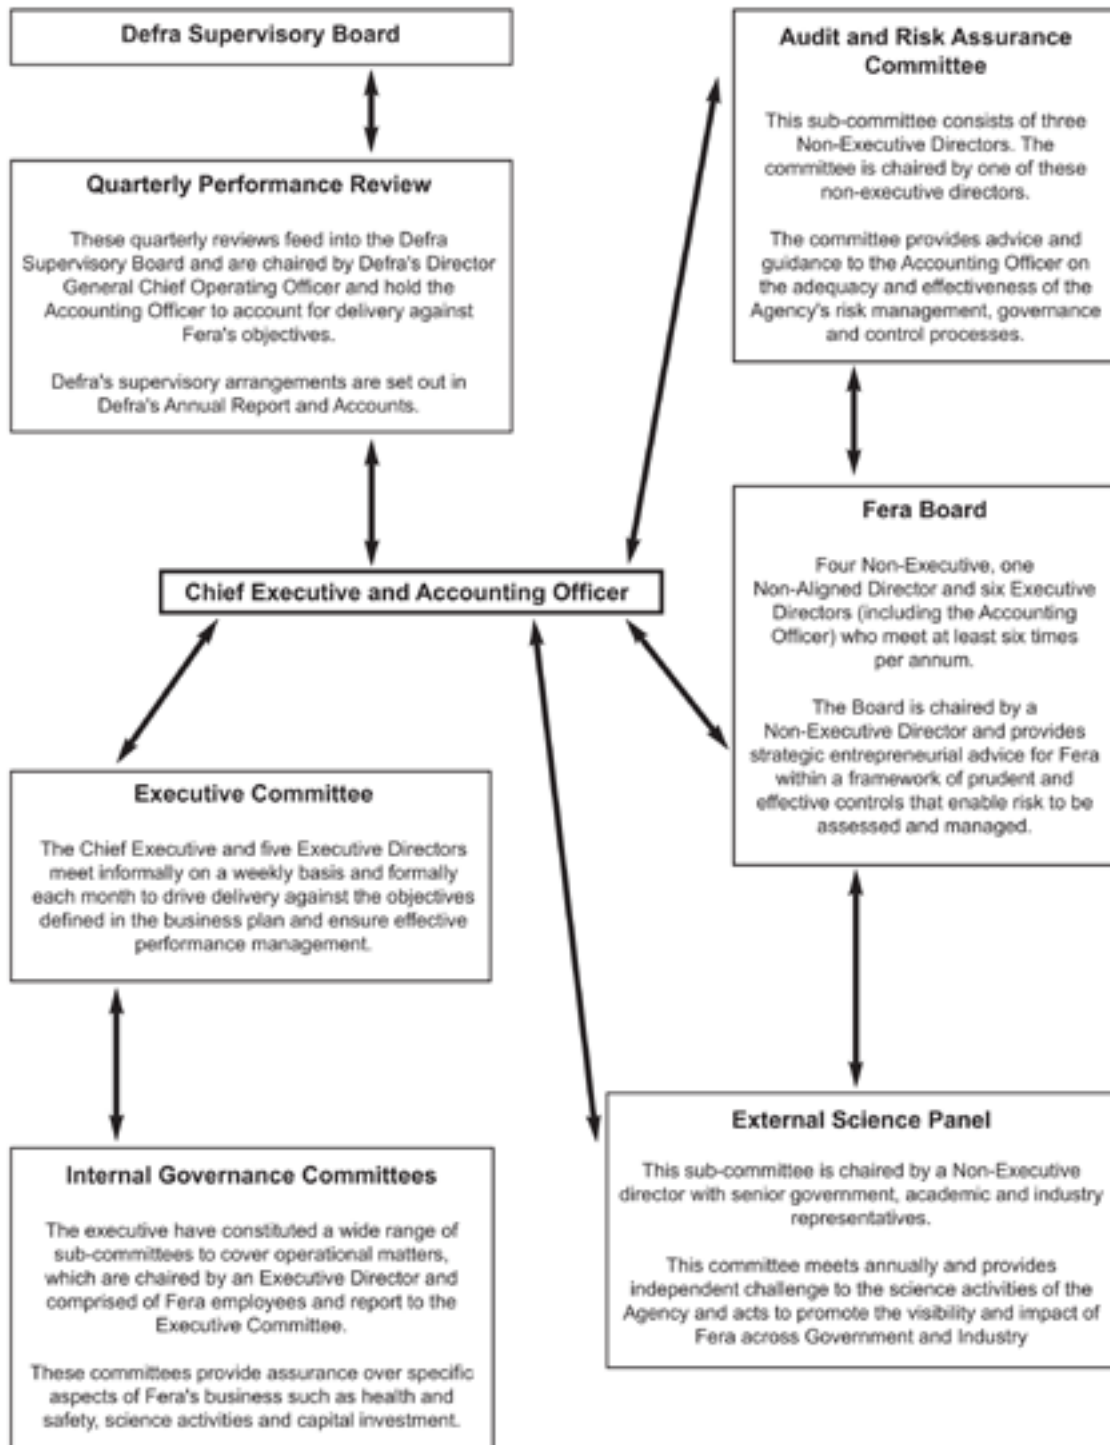 Defra Supervisory Board
Quarterly Performance Review
These quarterly reviews feed into the Defra
Supervisory Board and are chaired by Defra's Director
General Chief Operating Officer and hold the
Accounting Officer to account for delivery against
Fera's objectives.
Defra's supervisory arrangements are set out in
Defra's Annual Report and Accounts.
Audit and Risk Assurance
Committee
This sub-committee consists of three
Non-Executive Directors. The
committee is chaired by one of these
non-executive directors.
The committee provides advice and
guidance to the Accounting Officer on
the adequacy and effectiveness of the
Agency's risk management, governance
and control processes.
Chief Executive and Accounting Officer
Fera Board
Four Non-Executive, one
Non-Aligned Director and six Executive
Directors (including the Accounting
Officer) who meet at least six times
per annum.
The Board is chaired by a
Non-Executive Director and provides
strategic entrepreneurial advice for Fera
within a framework of prudent and
effective controls that enable risk to be
assessed and managed.
Executive Committee
The Chief Executive and five Executive Directors
meet informally on a weekly basis and formally
each month to drive delivery against the objectives
defined in the business plan and ensure effective
performance management.
Internal Governance Committees
The executive have constituted a wide range of
sub-committees to cover operational matters,
which are chaired by an Executive Director and
comprised of Fera employees and report to the
Executive Committee.
These committees provide assurance over specific
aspects of Fera's business such as health and
safety, science activities and capital investment.
External Science Panel
This sub-committee is chaired by a Non-Executive
director with senior government, academic and industry
representatives.
This committee meets annually and provides
independent challenge to the science activities of the
Agency and acts to promote the visibility and impact of
Fera across Government and Industry